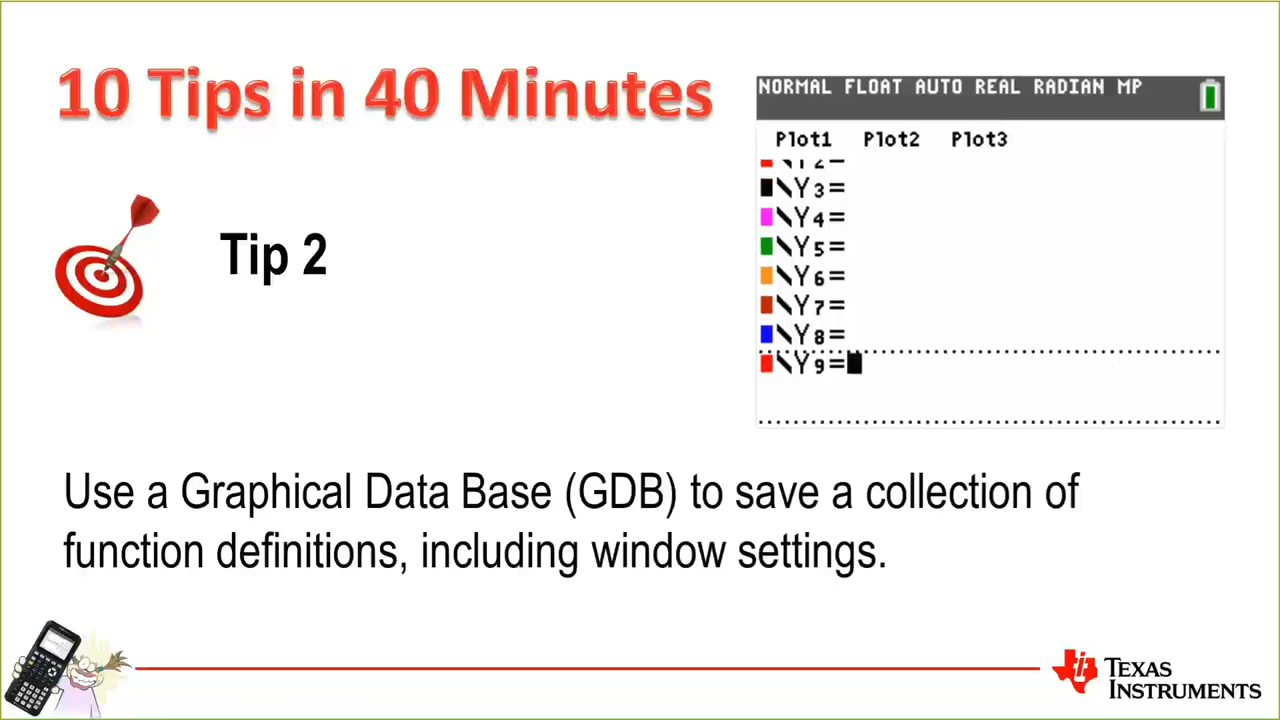 10 Tips in 40 Minutes
Tip 2
NORMAL FLOAT AUTO REAL RADIAN MP
Plot1 Plot2 Plot3
\Y2=
\Y3=
\Y4=
\Y5=
\Y6=
\Y7=
\Y8=
\Y9=
Use a Graphical Data Base (GDB) to save a collection of
function definitions, including window settings.
TEXAS
INSTRUMENTS